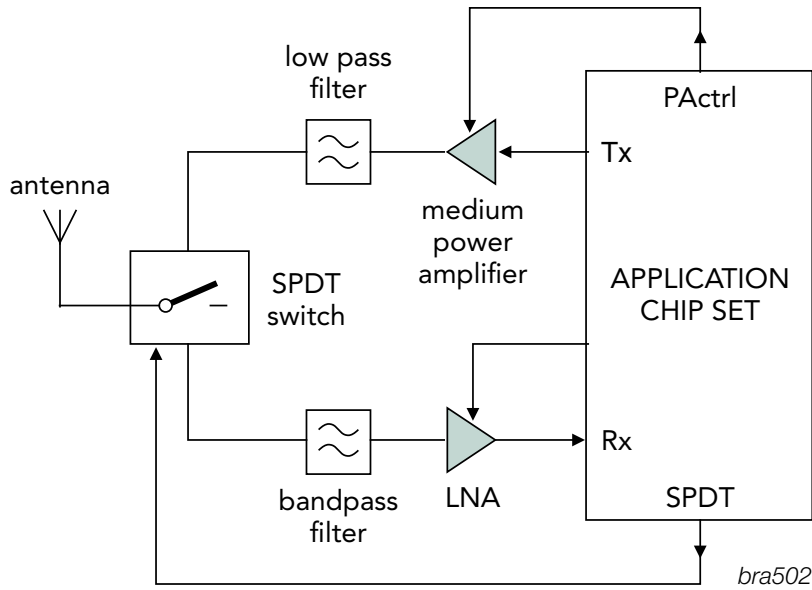 low pass
filter
PActrl
Tx
antenna
medium
power
amplifier
SPDT
switch
APPLICATION
CHIP SET
Rx
bandpass
filter
LNA
SPDT
bra502